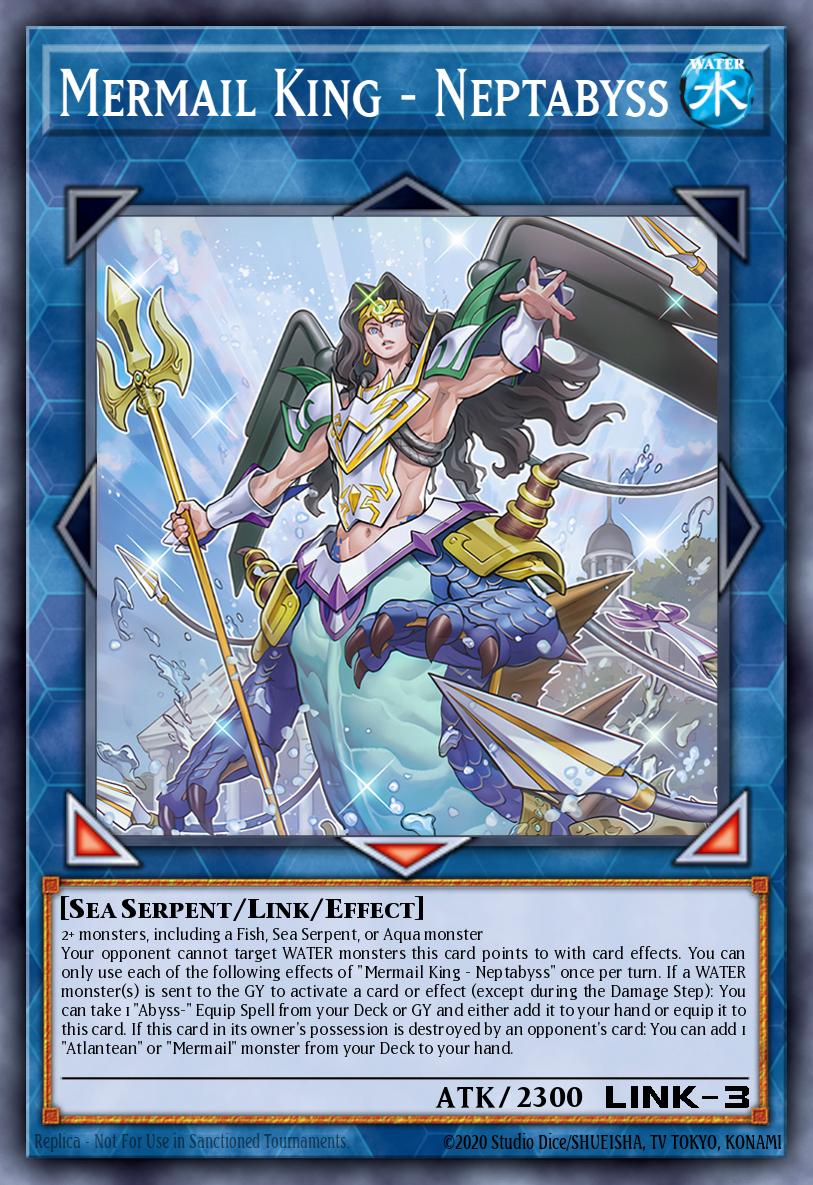 Mermail King - Neptabyss
WATER
水
[Sea Serpent/Link/Effect]
2+ monsters, including a Fish, Sea Serpent, or Aqua monster
Your opponent cannot target WATER monsters this card points to with card effects. You can
only use each of the following effects of "Mermail King - Neptabyss" once per turn. If a WATER
monster(s) is sent to the GY to activate a card or effect (except during the Damage Step): You
can take 1 "Abyss-" Equip Spell from your Deck or GY and either add it to your hand or equip it to
this card. If this card in its owner's possession is destroyed by an opponent's card: You can add 1
"Atlantean" or "Mermail" monster from your Deck to your hand.
ATK/2300 LINK-3
Replica - Not For Use in Sanctioned Tournaments.
©2020 Studio Dice/SHUEISHA, TV TOKYO, KONAMI